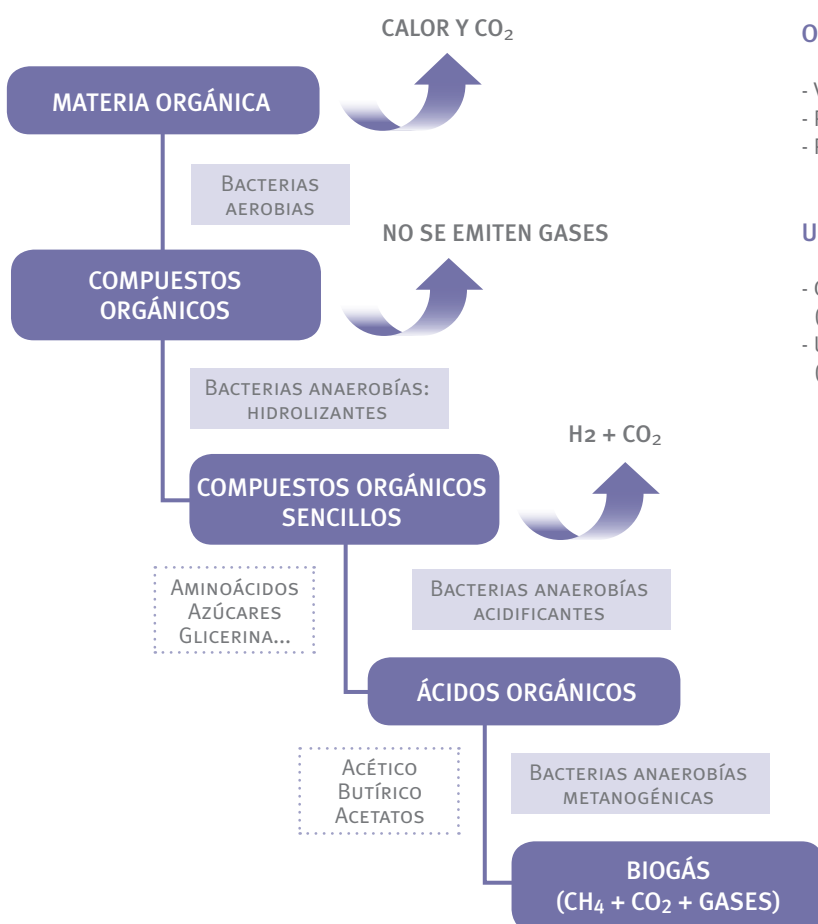 CALOR Y CO₂
MATERIA ORGÁNICA
BACTERIAS
AEROBIAS
NO SE EMITEN GASES
COMPUESTOS
ORGÁNICOS
BACTERIAS ANAEROBÍAS:
HIDROLIZANTES
H2 + CO₂
COMPUESTOS ORGÁNICOS
SENCILLOS
AMINOÁCIDOS
AZÚCARES
GLICERINA...
BACTERIAS ANAEROBÍAS
ACIDIFICANTES
ÁCIDOS ORGÁNICOS
ACÉTICO
BUTÍRICO
ACETATOS
BACTERIAS ANAEROBÍAS
METANOGÉNICAS
BIOGÁS
(CH₄ + CO₂ + GASES)